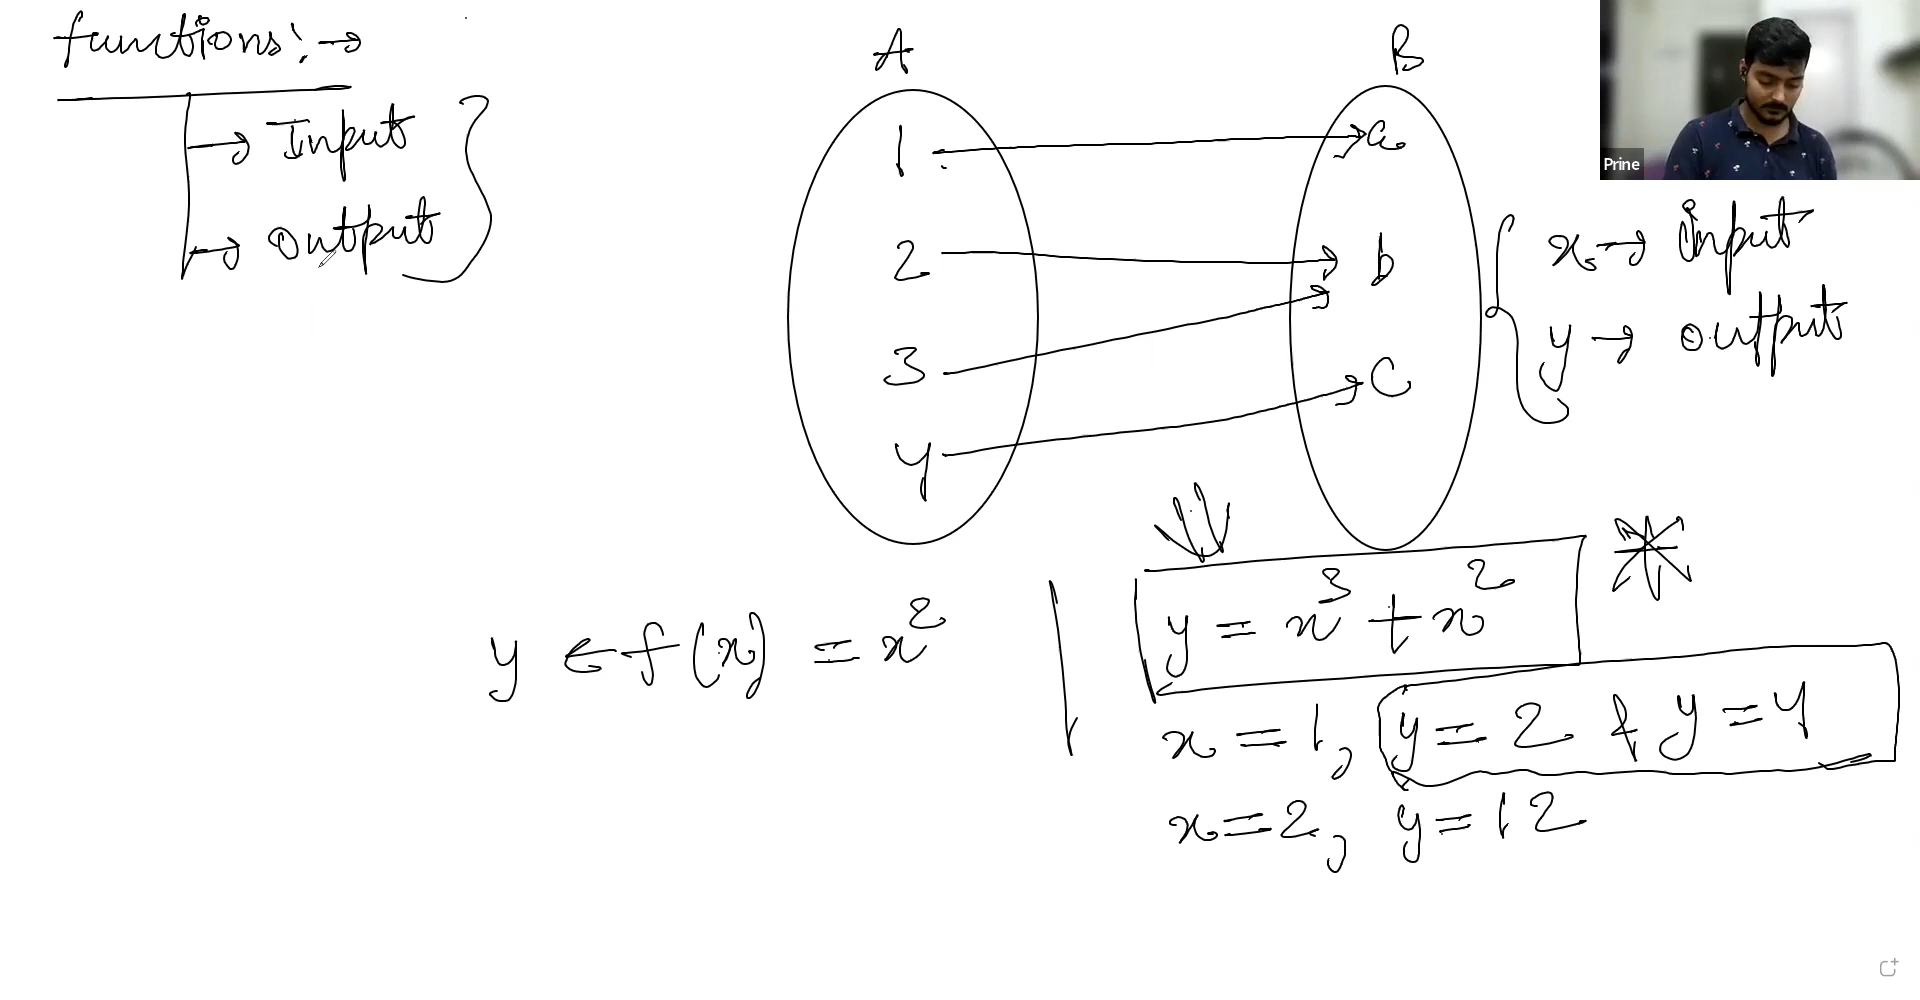 functions:→
→ Input
→ output
A
B
1
2
3
4
a
b
c
x → input
y → output
y ← f(x) = x²
y = x³ + x²
x = 1, y = 2 & y = 4
x = 2, y = 12
Prine